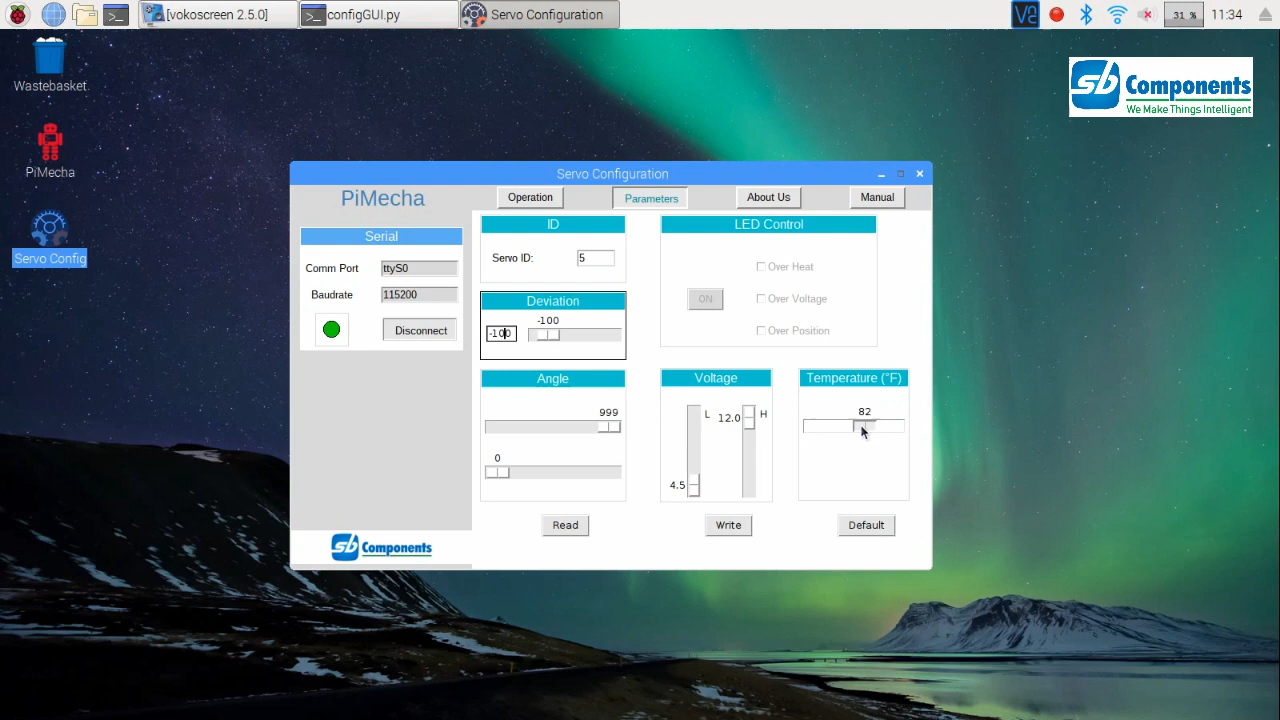 [vokoscreen 2.5.0]
configGUI.py
Servo Configuration
V2
31 %
11:34
Wastebasket
PiMecha
Servo Config
sb Components
We Make Things Intelligent
Servo Configuration
PiMecha
Operation
Parameters
About Us
Manual
Serial
Comm Port ttyS0
Baudrate 115200
Disconnect
sb Components
ID
Servo ID: 5
Deviation
-100
-100
Angle
999
0
LED Control
ON
Over Heat
Over Voltage
Over Position
Voltage
L 12.0 H
4.5
Temperature (°F)
82
Read
Write
Default